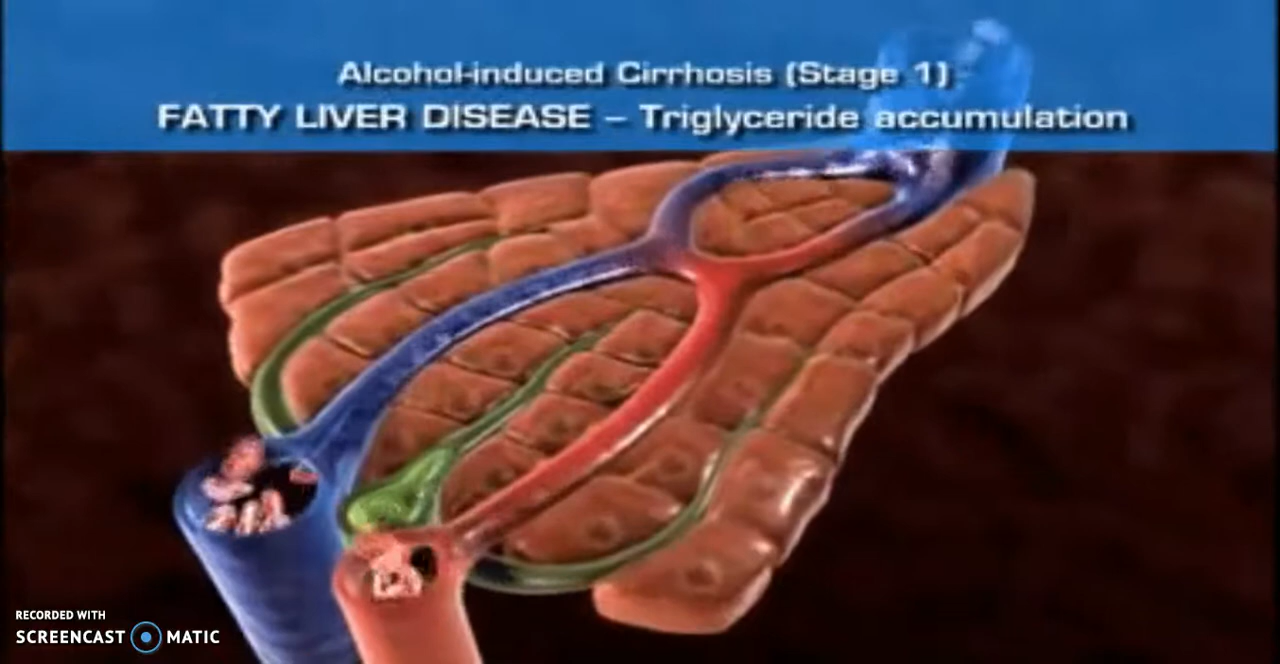 Alcohol-induced Cirrhosis (Stage 1)
FATTY LIVER DISEASE – Triglyceride accumulation
RECORDED WITH
SCREENCAST MATIC